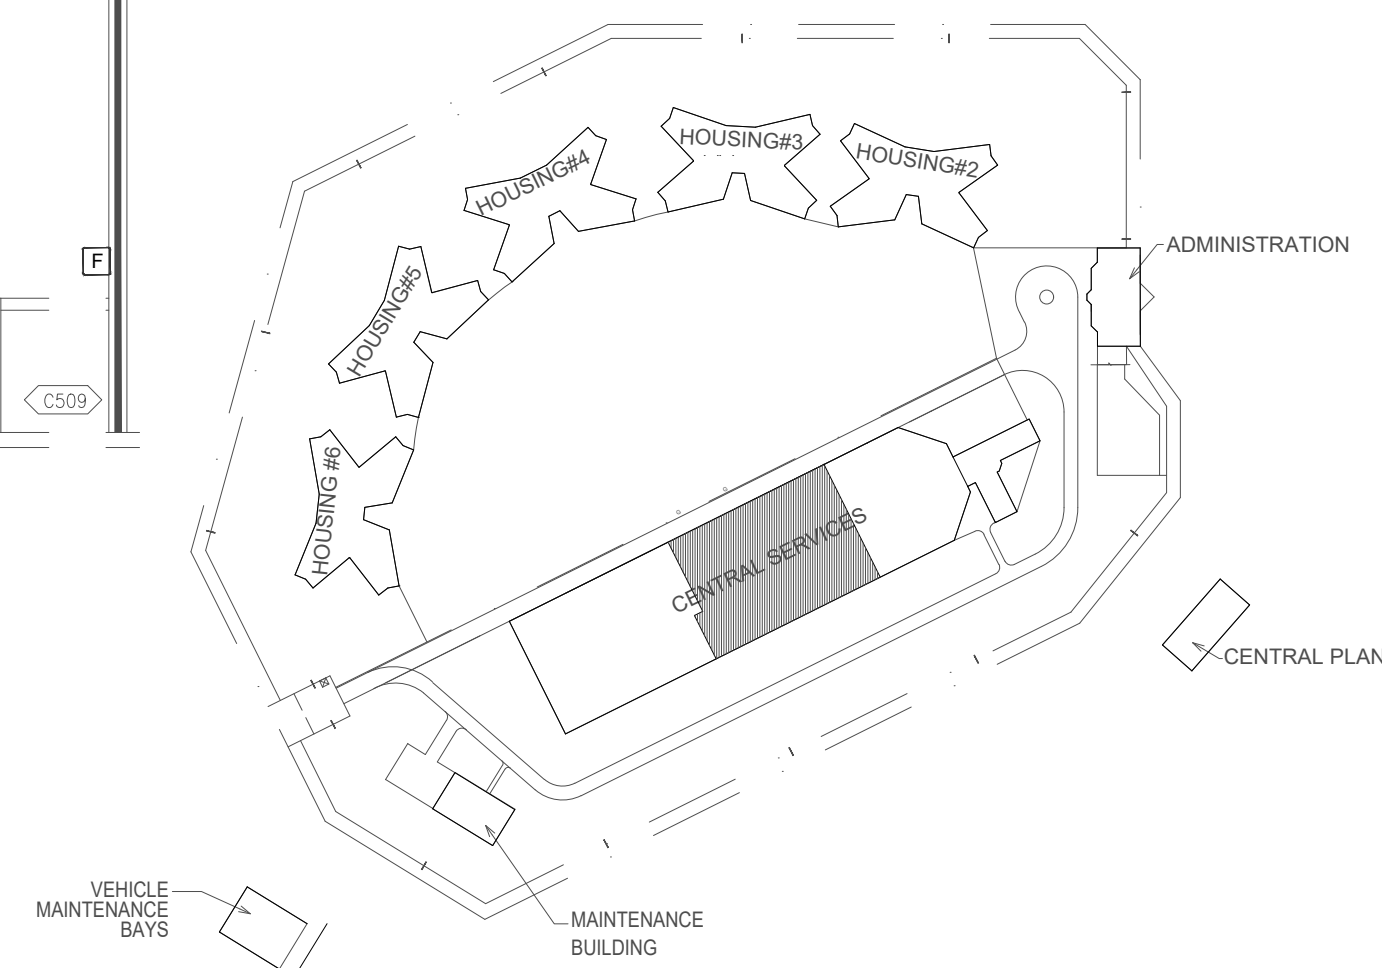 HOUSING#3
HOUSING#2
HOUSING#4
ADMINISTRATION
F
HOUSING#5
C509
HOUSING #6
CENTRAL SERVICES
CENTRAL PLAN
VEHICLE
MAINTENANCE
BAYS
MAINTENANCE
BUILDING